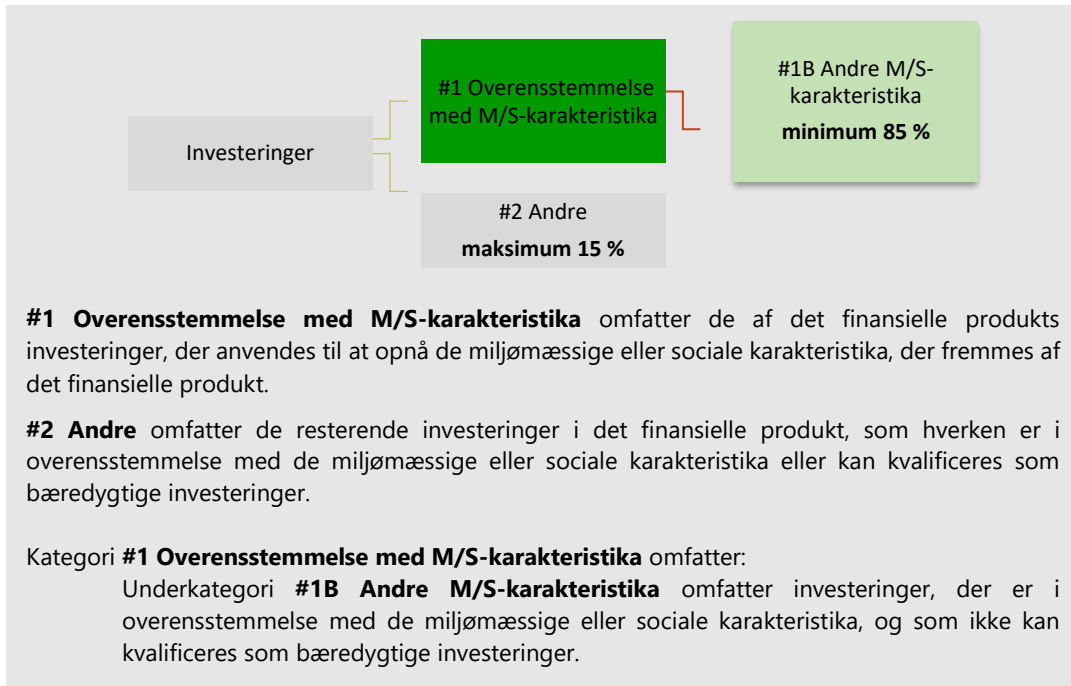 #1 Overensstemmelse
med M/S-karakteristika
#1B Andre M/S-
karakteristika
minimum 85 %
Investeringer
#2 Andre
maksimum 15 %
#1 Overensstemmelse med M/S-karakteristika omfatter de af det finansielle produkts
investeringer, der anvendes til at opnå de miljømæssige eller sociale karakteristika, der fremmes af
det finansielle produkt.
#2 Andre omfatter de resterende investeringer i det finansielle produkt, som hverken er i
overensstemmelse med de miljømæssige eller sociale karakteristika eller kan kvalificeres som
bæredygtige investeringer.
Kategori #1 Overensstemmelse med M/S-karakteristika omfatter:
Underkategori #1B Andre M/S-karakteristika omfatter investeringer, der er i
overensstemmelse med de miljømæssige eller sociale karakteristika, og som ikke kan
kvalificeres som bæredygtige investeringer.